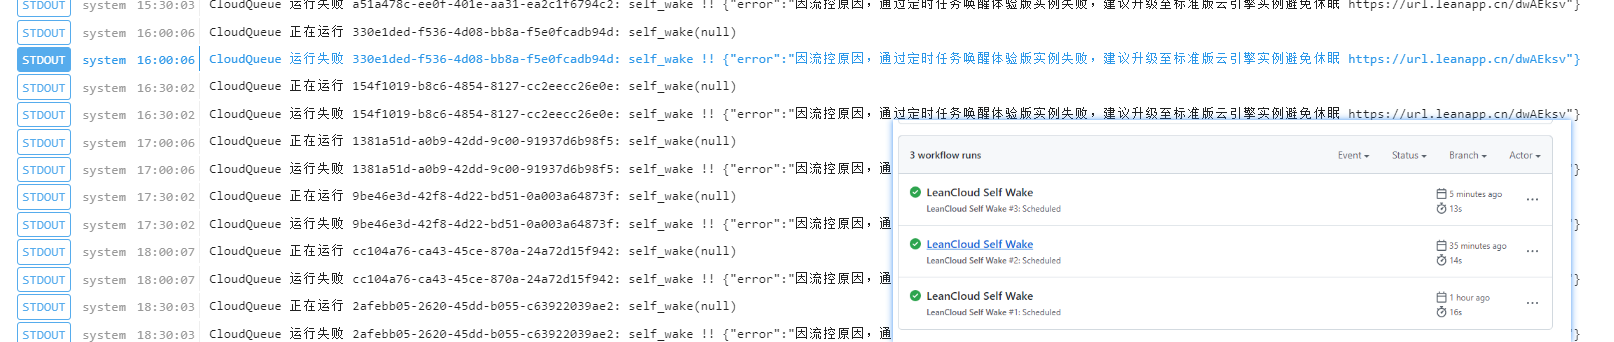 STDOUT system 15:30:03 CloudQueue 运行失败 a51a478c-ee0f-401e-aa31-ea2c1f6794c2: self_wake !! {"error":"因流控原因，通过定时任务唤醒体验版实例失败，建议升级至标准版云引擎实例避免休眠 https://url.leanapp.cn/dwAEksv"}
STDOUT system 16:00:06 CloudQueue 正在运行 330e1ded-f536-4d08-bb8a-f5e0fcadb94d: self_wake(null)
STDOUT system 16:00:06 CloudQueue 运行失败 330e1ded-f536-4d08-bb8a-f5e0fcadb94d: self_wake !! {"error":"因流控原因，通过定时任务唤醒体验版实例失败，建议升级至标准版云引擎实例避免休眠 https://url.leanapp.cn/dwAEksv"}
STDOUT system 16:30:02 CloudQueue 正在运行 154f1019-b8c6-4854-8127-cc2eecc26e0e: self_wake(null)
STDOUT system 16:30:02 CloudQueue 运行失败 154f1019-b8c6-4854-8127-cc2eecc26e0e: self_wake !! {"error":"因流控原因，通过定时任务唤醒体验版实例失败，建议升级至标准版云引擎实例避免休眠 https://url.leanapp.cn/dwAEksv"}
STDOUT system 17:00:06 CloudQueue 正在运行 1381a51d-a0b9-42dd-9c00-91937d6b98f5: self_wake(null)
STDOUT system 17:00:06 CloudQueue 运行失败 1381a51d-a0b9-42dd-9c00-91937d6b98f5: self_wake !! {"error":"因流控原因，通 "}
STDOUT system 17:30:02 CloudQueue 正在运行 9be46e3d-42f8-4d22-bd51-0a003a64873f: self_wake(null)
STDOUT system 17:30:02 CloudQueue 运行失败 9be46e3d-42f8-4d22-bd51-0a003a64873f: self_wake !! {"error":"因流控原因，通 "}
STDOUT system 18:00:07 CloudQueue 正在运行 cc104a76-ca43-45ce-870a-24a72d15f942: self_wake(null)
STDOUT system 18:00:07 CloudQueue 运行失败 cc104a76-ca43-45ce-870a-24a72d15f942: self_wake !! {"error":"因流控原因，通 "}
STDOUT system 18:30:03 CloudQueue 正在运行 2afebb05-2620-45dd-b055-c63922039ae2: self_wake(null)
STDOUT system 18:30:03 CloudQueue 运行失败 2afebb05-2620-45dd-b055-c63922039ae2: self_wake !! {"error":"因流控原因，通 "}
3 workflow runs Event Status Branch Actor
LeanCloud Self Wake 5 minutes ago
LeanCloud Self Wake #3: Scheduled 13s
LeanCloud Self Wake 35 minutes ago
LeanCloud Self Wake #2: Scheduled 14s
LeanCloud Self Wake 1 hour ago
LeanCloud Self Wake #1: Scheduled 16s